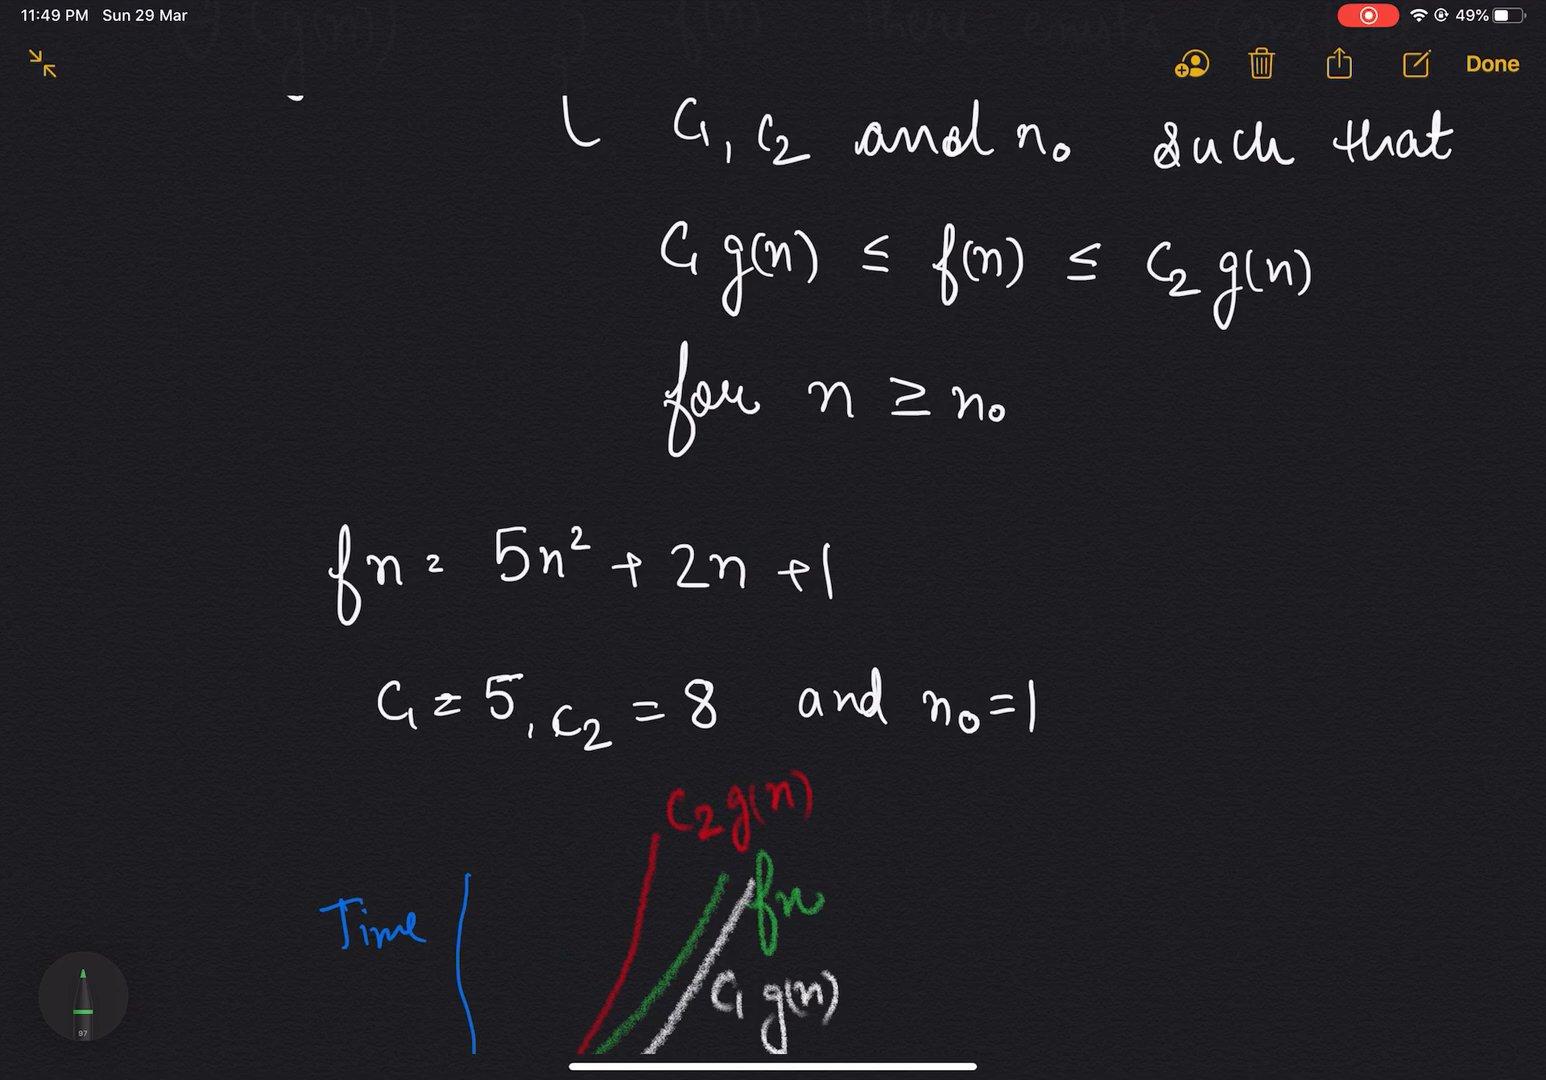 11:49 PM Sun 29 Mar 49%
Done
C1, C2 and n₀ such that
C1 g(n) ≤ f(n) ≤ C2 g(n)
for n ≥ n₀
fn = 5n² + 2n + 1
C1 = 5, C2 = 8 and n₀ = 1
C2 g(n)
fn
Time
C1 g(n)
97